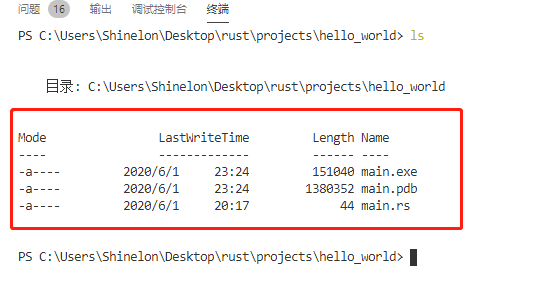 问题 16 输出 调试控制台 终端
PS C:\Users\Shinelon\Desktop\rust\projects\hello_world> ls
目录: C:\Users\Shinelon\Desktop\rust\projects\hello_world
Mode                LastWriteTime         Length Name
----                -------------         ------ ----
-a----         2020/6/1     23:24         151040 main.exe
-a----         2020/6/1     23:24        1380352 main.pdb
-a----         2020/6/1     20:17             44 main.rs
PS C:\Users\Shinelon\Desktop\rust\projects\hello_world>